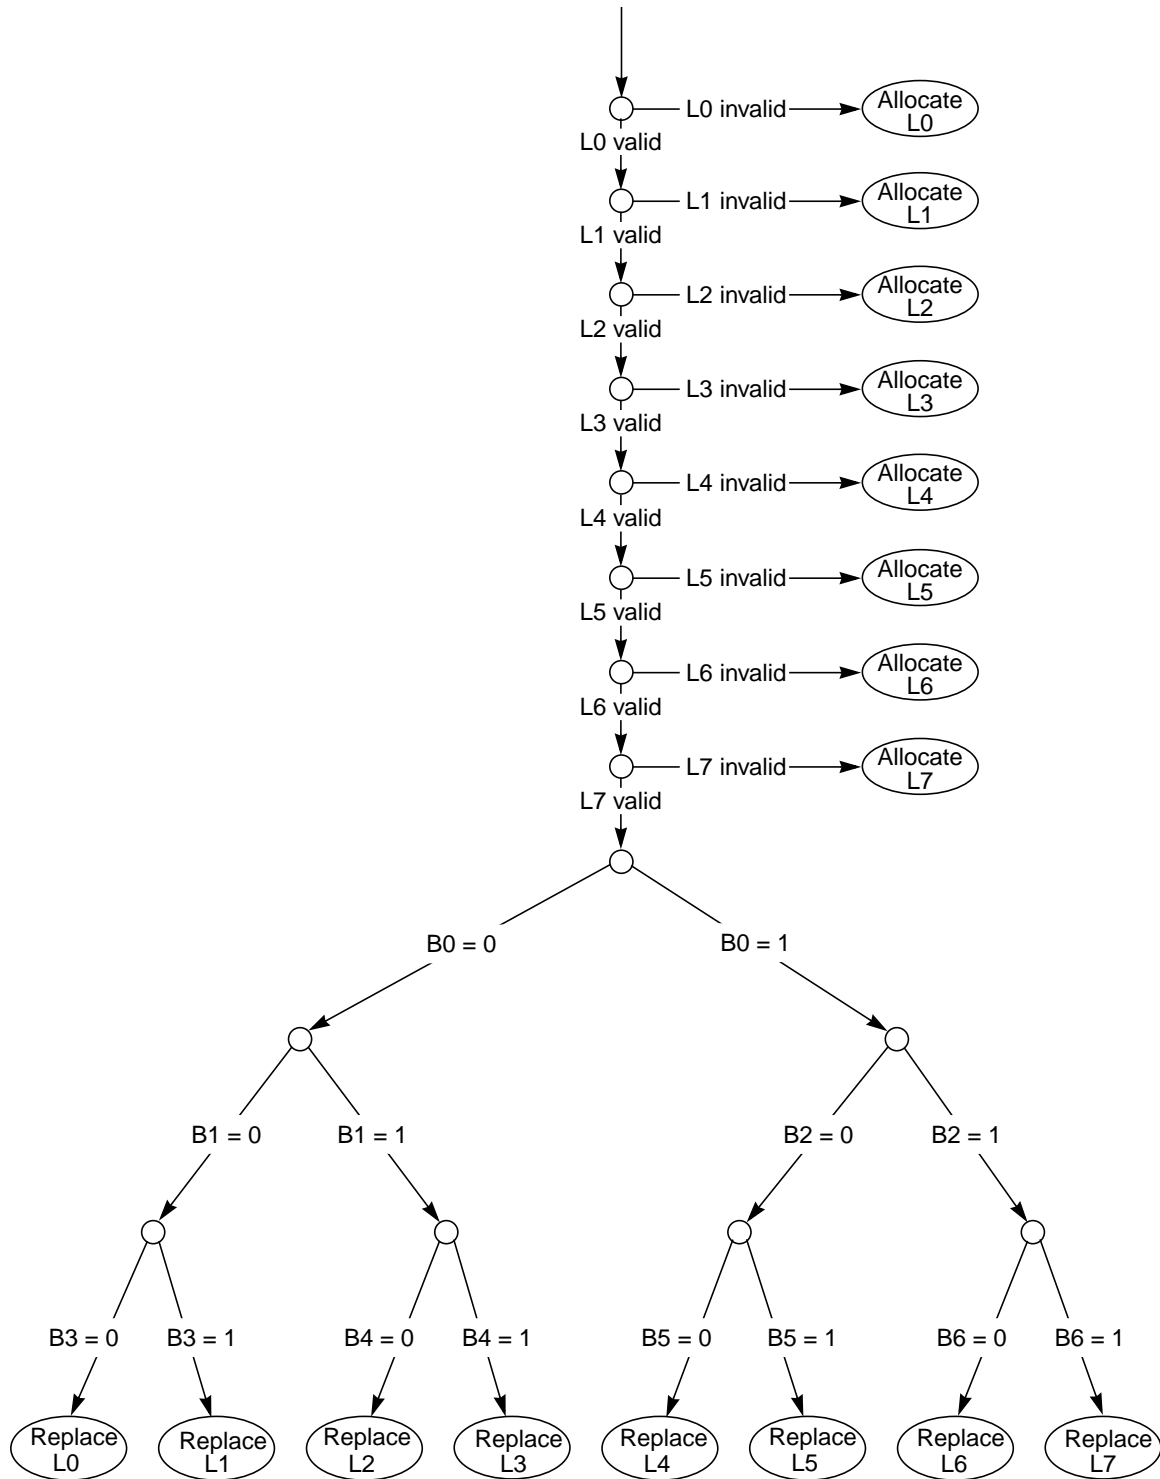 L0 invalid
Allocate
L0
L0 valid
L1 invalid
Allocate
L1
L1 valid
L2 invalid
Allocate
L2
L2 valid
L3 invalid
Allocate
L3
L3 valid
L4 invalid
Allocate
L4
L4 valid
L5 invalid
Allocate
L5
L5 valid
L6 invalid
Allocate
L6
L6 valid
L7 invalid
Allocate
L7
L7 valid
B0 = 0
B0 = 1
B1 = 0
B1 = 1
B2 = 0
B2 = 1
B3 = 0
B3 = 1
B4 = 0
B4 = 1
B5 = 0
B5 = 1
B6 = 0
B6 = 1
Replace
L0
Replace
L1
Replace
L2
Replace
L3
Replace
L4
Replace
L5
Replace
L6
Replace
L7